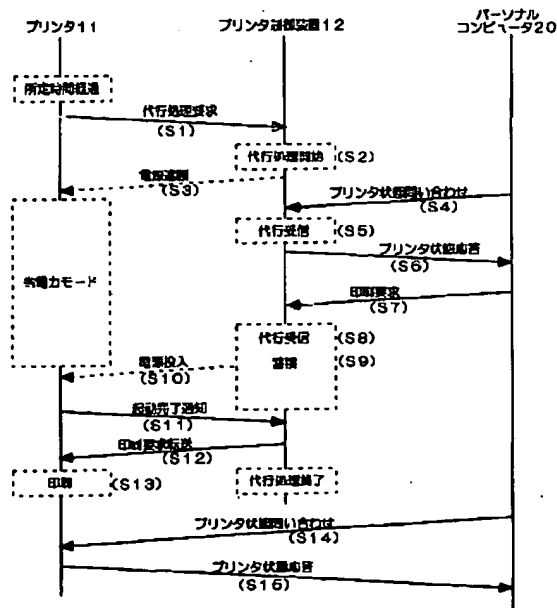 プリンタ11
プリンタ制御装置12
パーソナル
コンピュータ20
所定時間経過
代行処理要求
(S1)
代行処理開始
(S2)
電源遮断
(S3)
プリンタ状態問い合わせ
(S4)
代行受信
(S5)
プリンタ状態応答
(S6)
印刷要求
(S7)
省電力モード
代行受信
(S8)
蓄積
(S9)
電源投入
(S10)
起動完了通知
(S11)
印刷要求転送
(S12)
印刷
(S13)
代行処理終了
プリンタ状態問い合わせ
(S14)
プリンタ状態応答
(S15)